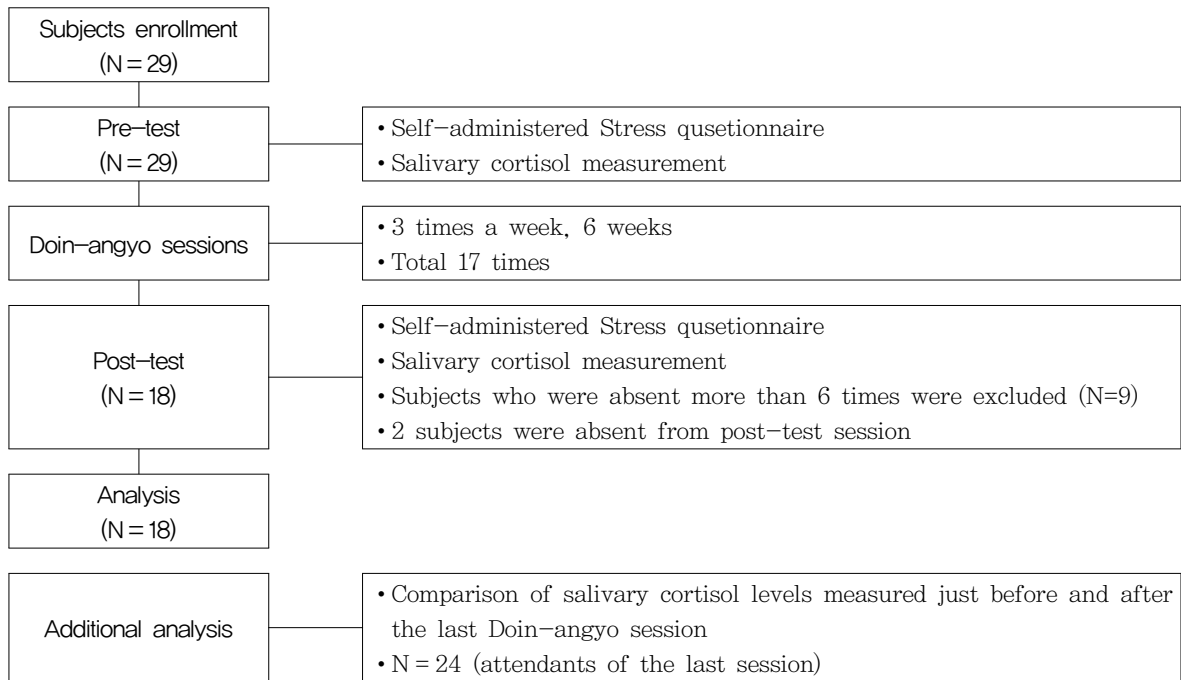 Subjects enrollment
(N = 29)
Pre-test
(N = 29)
• Self-administered Stress qusetionnaire
• Salivary cortisol measurement
Doin-angyo sessions
• 3 times a week, 6 weeks
• Total 17 times
Post-test
(N = 18)
• Self-administered Stress qusetionnaire
• Salivary cortisol measurement
• Subjects who were absent more than 6 times were excluded (N=9)
• 2 subjects were absent from post-test session
Analysis
(N = 18)
Additional analysis
• Comparison of salivary cortisol levels measured just before and after
the last Doin-angyo session
• N = 24 (attendants of the last session)